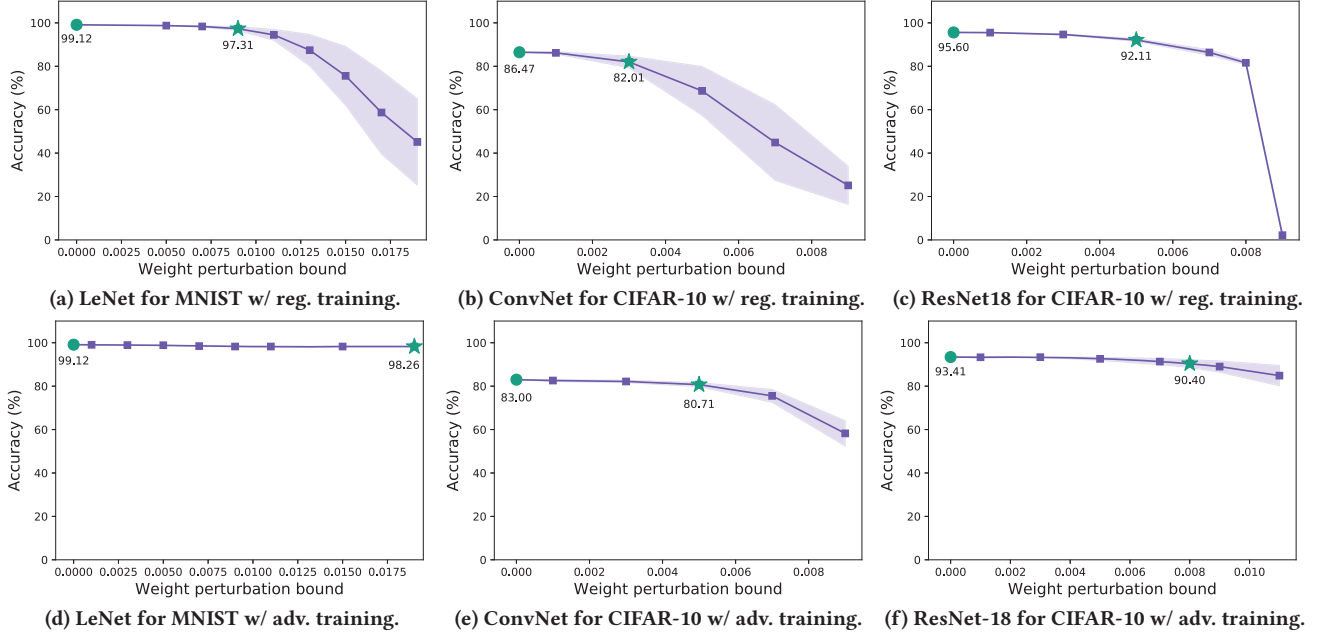 100
80
60
40
20
0
Accuracy (%)
99.12
97.31
0.0000 0.0025 0.0050 0.0075 0.0100 0.0125 0.0150 0.0175
Weight perturbation bound
(a) LeNet for MNIST w/ reg. training.
100
80
60
40
20
0
Accuracy (%)
86.47
82.01
0.000 0.002 0.004 0.006 0.008
Weight perturbation bound
(b) ConvNet for CIFAR-10 w/ reg. training.
100
80
60
40
20
0
Accuracy (%)
95.60
92.11
0.000 0.002 0.004 0.006 0.008
Weight perturbation bound
(c) ResNet18 for CIFAR-10 w/ reg. training.
100
80
60
40
20
0
Accuracy (%)
99.12
98.26
0.0000 0.0025 0.0050 0.0075 0.0100 0.0125 0.0150 0.0175
Weight perturbation bound
(d) LeNet for MNIST w/ adv. training.
100
80
60
40
20
0
Accuracy (%)
83.00
80.71
0.000 0.002 0.004 0.006 0.008
Weight perturbation bound
(e) ConvNet for CIFAR-10 w/ adv. training.
100
80
60
40
20
0
Accuracy (%)
93.41
90.40
0.000 0.002 0.004 0.006 0.008 0.010
Weight perturbation bound
(f) ResNet-18 for CIFAR-10 w/ adv. training.